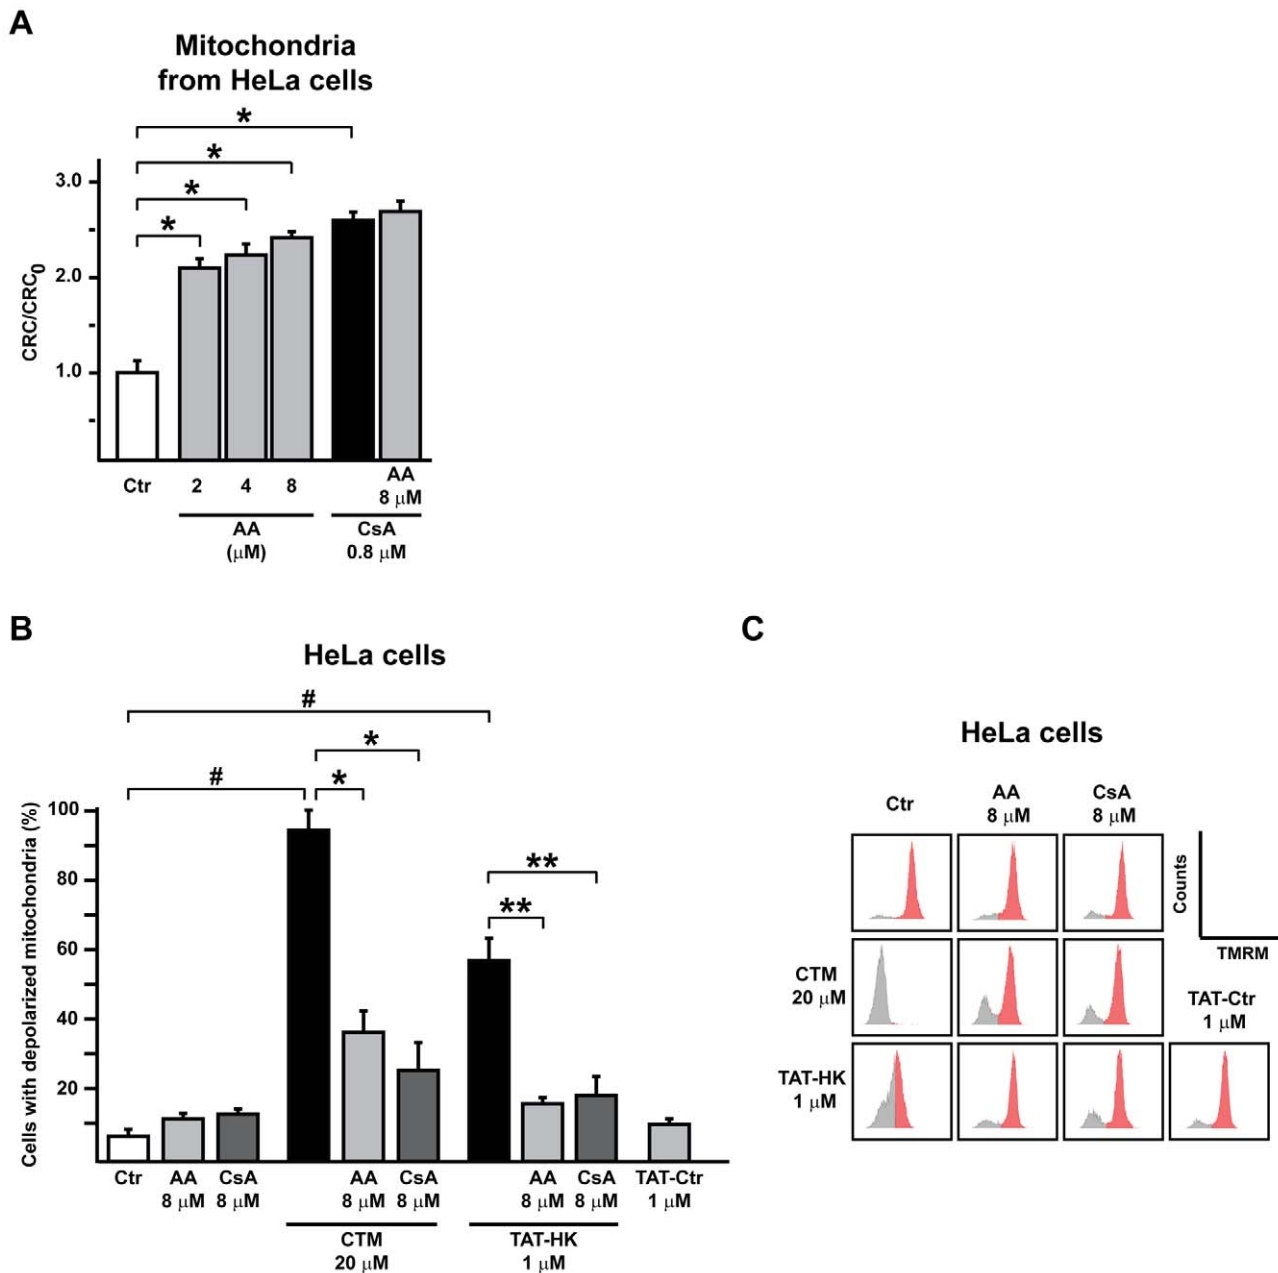 A
Mitochondria
from HeLa cells
*
*
*
*
3.0
2.0
1.0
CRC/CRC0
Ctr
2
4
8
AA
8 μM
AA
(μM)
CsA
0.8 μM
B
HeLa cells
#
*
#
*
**
**
100
80
60
40
20
Cells with depolarized mitochondria (%)
Ctr
AA
8 μM
CsA
8 μM
AA
8 μM
CsA
8 μM
AA
8 μM
CsA
8 μM
TAT-Ctr
1 μM
CTM
20 μM
TAT-HK
1 μM
C
HeLa cells
Ctr
AA
8 μM
CsA
8 μM
Counts
TMRM
CTM
20 μM
TAT-Ctr
1 μM
TAT-HK
1 μM